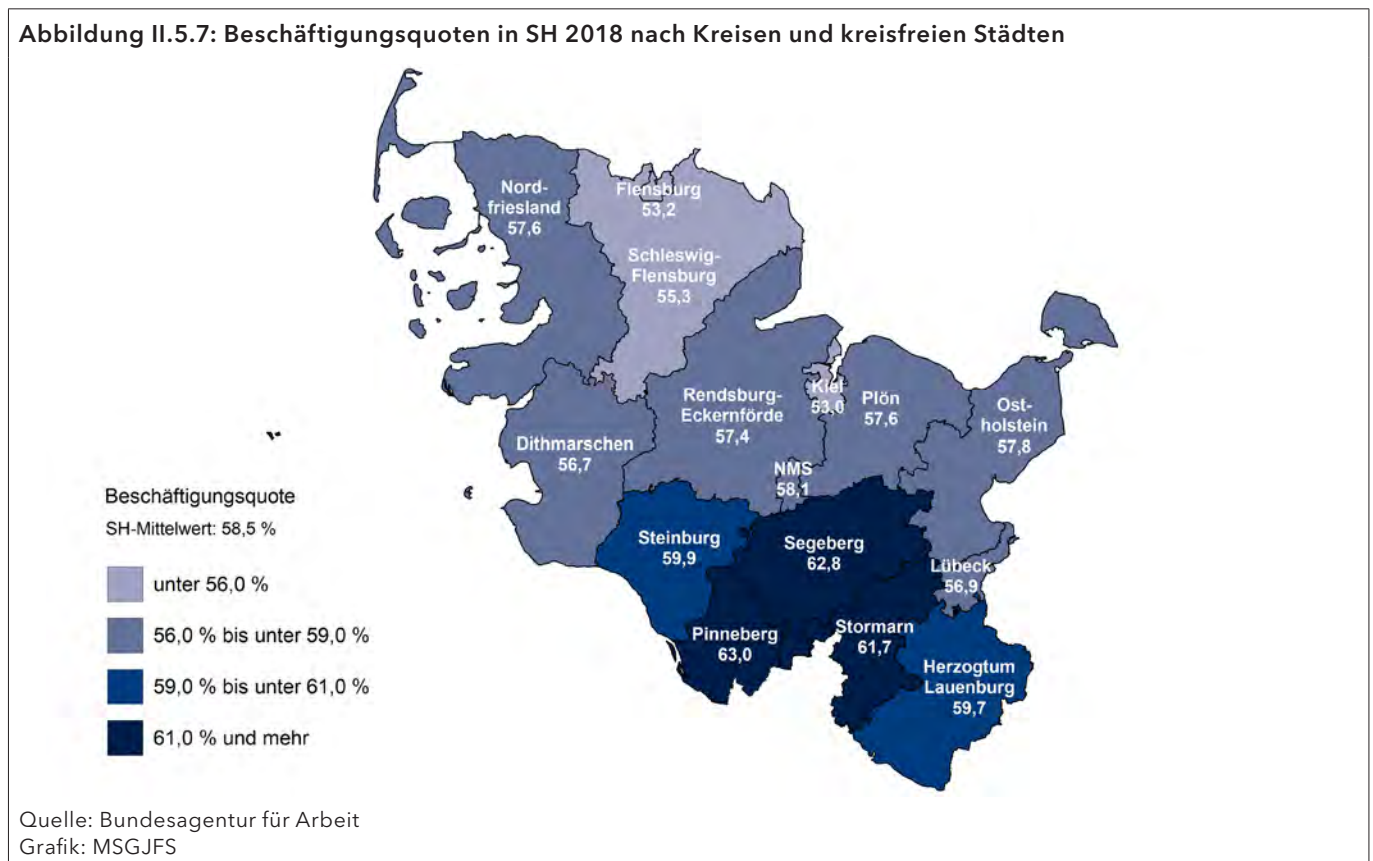 Abbildung II.5.7: Beschäftigungsquoten in SH 2018 nach Kreisen und kreisfreien Städten
Nord-
friesland
57,6
Flensburg
53,2
Schleswig-
Flensburg
55,3
Rendsburg-
Eckernförde
57,4
Kiel
53,0
Plön
57,6
Ost-
holstein
57,8
Dithmarschen
56,7
NMS
58,1
Steinburg
59,9
Segeberg
62,8
Lübeck
56,9
Pinneberg
63,0
Stormarn
61,7
Herzogtum
Lauenburg
59,7
Beschäftigungsquote
SH-Mittelwert: 58,5 %
unter 56,0 %
56,0 % bis unter 59,0 %
59,0 % bis unter 61,0 %
61,0 % und mehr
Quelle: Bundesagentur für Arbeit
Grafik: MSGJFS